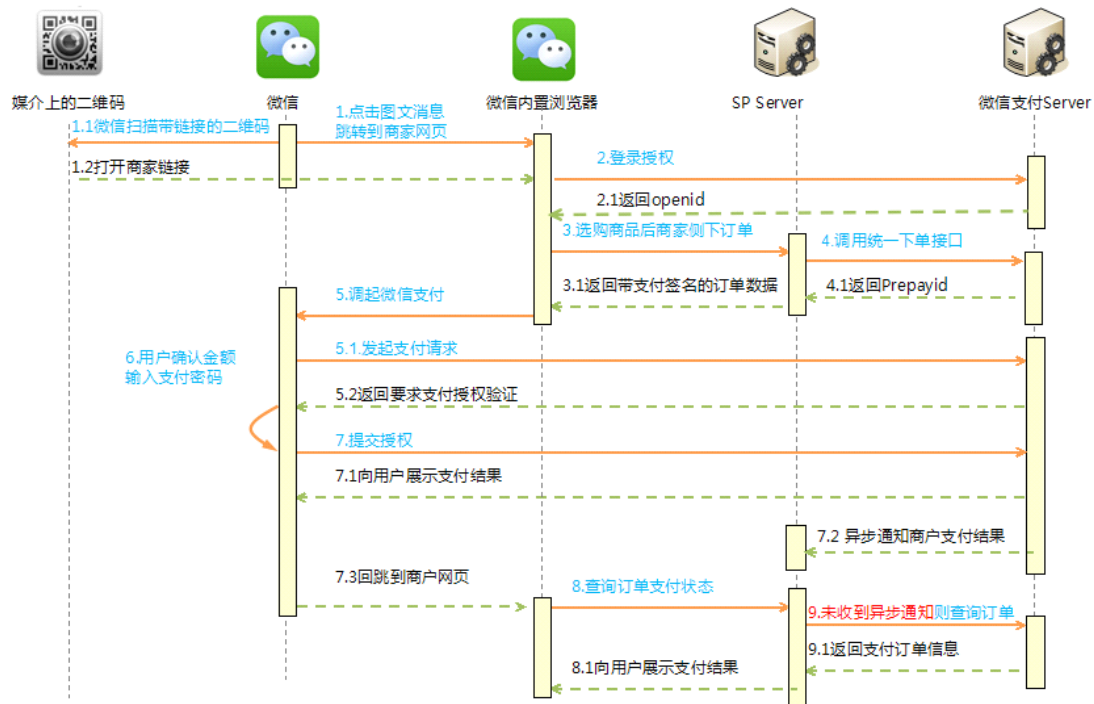 媒介上的二维码
微信
微信内置浏览器
SP Server
微信支付Server
1.点击图文消息
跳转到商家网页
1.1微信扫描带链接的二维码
1.2打开商家链接
2.登录授权
2.1返回openid
3.选购商品后商家侧下订单
4.调用统一下单接口
3.1返回带支付签名的订单数据
4.1返回Prepayid
5.调起微信支付
5.1.发起支付请求
6.用户确认金额
输入支付密码
5.2返回要求支付授权验证
7.提交授权
7.1向用户展示支付结果
7.2 异步通知商户支付结果
7.3回跳到商户网页
8.查询订单支付状态
9.未收到异步通知则查询订单
9.1返回支付订单信息
8.1向用户展示支付结果